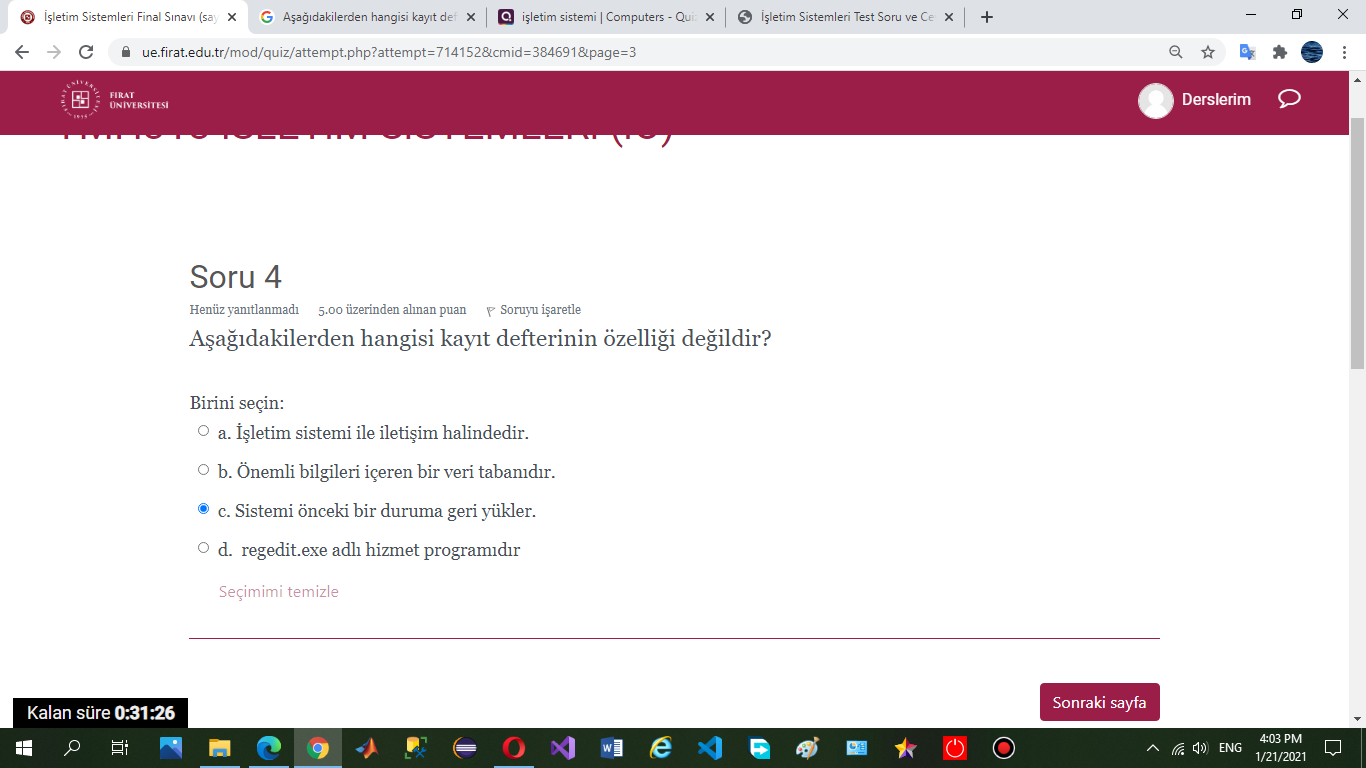 İşletim Sistemleri Final Sınavı (say
Aşağıdakilerden hangisi kayıt def
işletim sistemi | Computers - Qui
İşletim Sistemleri Test Soru ve Ce
ue.firat.edu.tr/mod/quiz/attempt.php?attempt=714152&cmid=384691&page=3
FIRAT
ÜNİVERSİTESİ
Derslerim
İŞLETİM SİSTEMLERİ
Soru 4
Henüz yanıtlanmadı 5.00 üzerinden alınan puan Soruyu işaretle
Aşağıdakilerden hangisi kayıt defterinin özelliği değildir?
Birini seçin:
a. İşletim sistemi ile iletişim halindedir.
b. Önemli bilgileri içeren bir veri tabanıdır.
c. Sistemi önceki bir duruma geri yükler.
d. regedit.exe adlı hizmet programıdır
Seçimimi temizle
Sonraki sayfa
Kalan süre 0:31:26
ENG
4:03 PM
1/21/2021